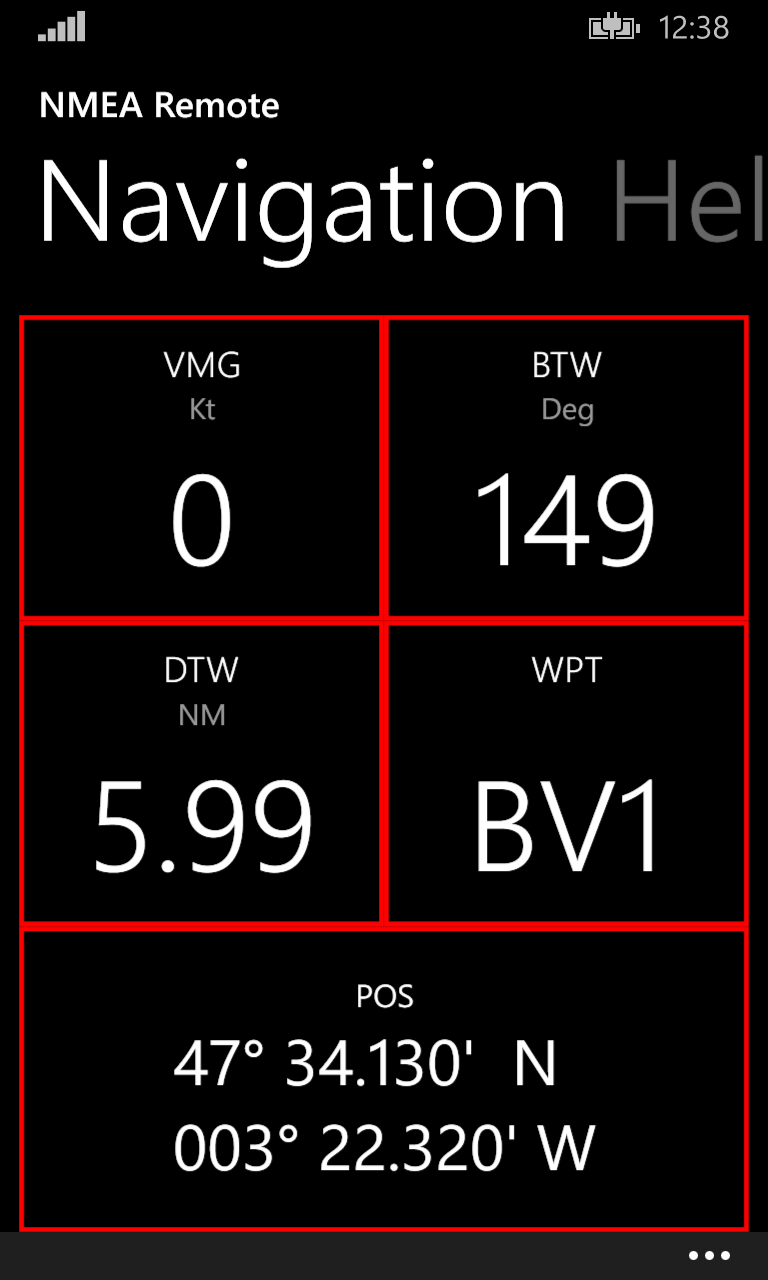 12:38
NMEA Remote
Navigation Hel
VMG BTW
Kt Deg
0 149
DTW WPT
NM
5.99 BV1
POS
47° 34.130' N
003° 22.320' W